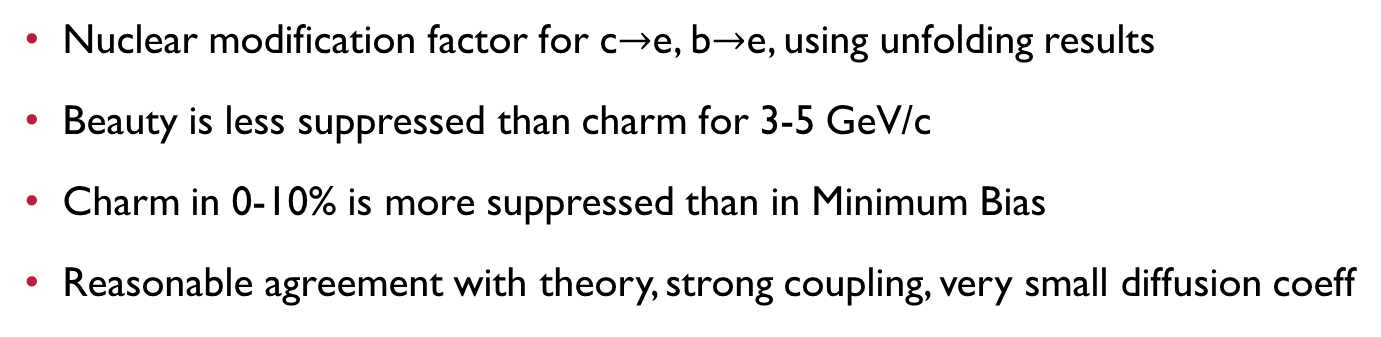 • Nuclear modification factor for c→e, b→e, using unfolding results
• Beauty is less suppressed than charm for 3-5 GeV/c
• Charm in 0-10% is more suppressed than in Minimum Bias
• Reasonable agreement with theory, strong coupling, very small diffusion coeff